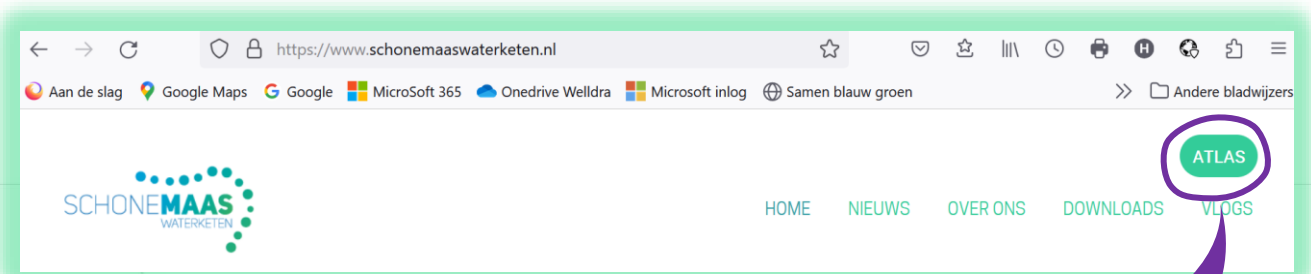 https://www.schonemaaswaterketen.nl
Aan de slag Google Maps Google MicroSoft 365 Onedrive Welldra Microsoft inlog Samen blauw groen Andere bladwijzers
ATLAS
SCHONEMAAS
WATERKETEN
HOME NIEUWS OVER ONS DOWNLOADS VLOGS